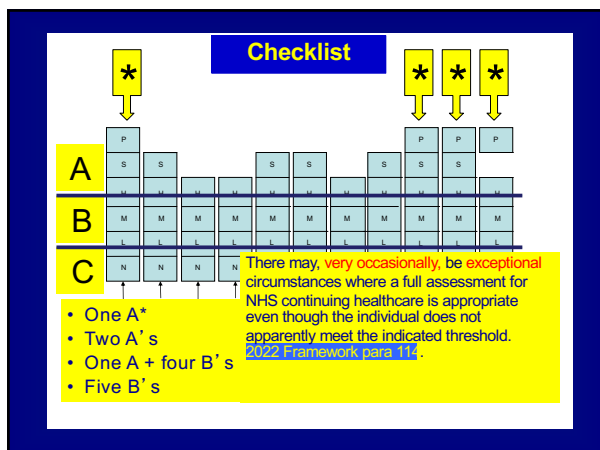 Checklist
* * * *
P P P P
S S S S S S S
A
H H H H H H H H H H H
B
M M M M M M M M M M M
L L L L L L L L L L L
C
N N N N
• One A*
• Two A's
• One A + four B's
• Five B's
There may, very occasionally, be exceptional
circumstances where a full assessment for
NHS continuing healthcare is appropriate
even though the individual does not
apparently meet the indicated threshold.
2022 Framework para 114.